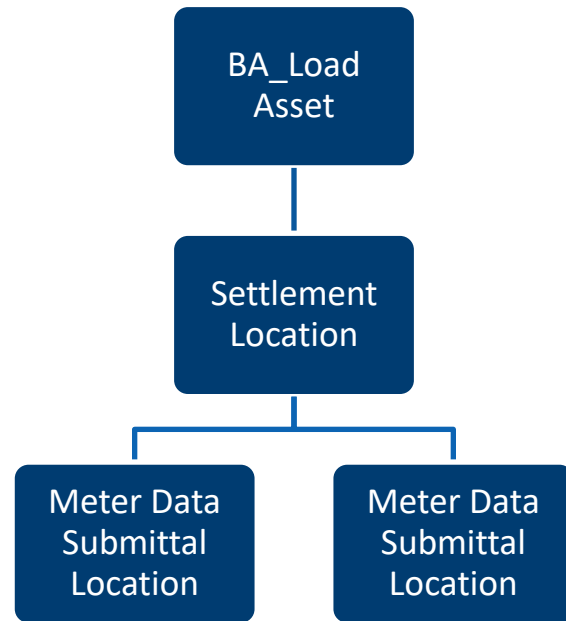 BA_Load
Asset
Settlement
Location
Meter Data
Submittal
Location
Meter Data
Submittal
Location